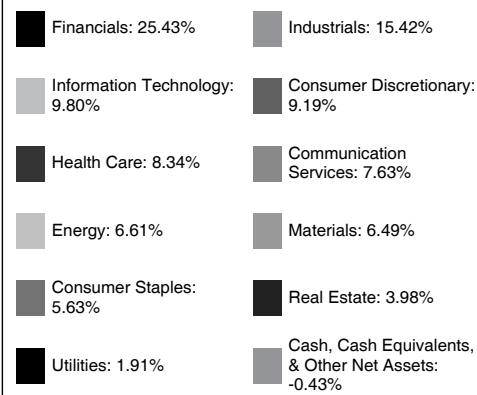 Financials: 25.43%
Industrials: 15.42%
Information Technology:
9.80%
Consumer Discretionary:
9.19%
Health Care: 8.34%
Communication
Services: 7.63%
Energy: 6.61%
Materials: 6.49%
Consumer Staples:
5.63%
Real Estate: 3.98%
Utilities: 1.91%
Cash, Cash Equivalents,
& Other Net Assets:
-0.43%